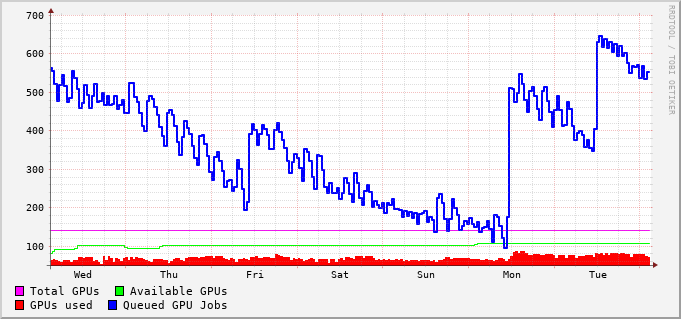 700
600
500
400
300
200
100
Wed Thu Fri Sat Sun Mon Tue
RRDTOOL / TOBI OETIKER
Total GPUs Available GPUs
GPUs used Queued GPU Jobs